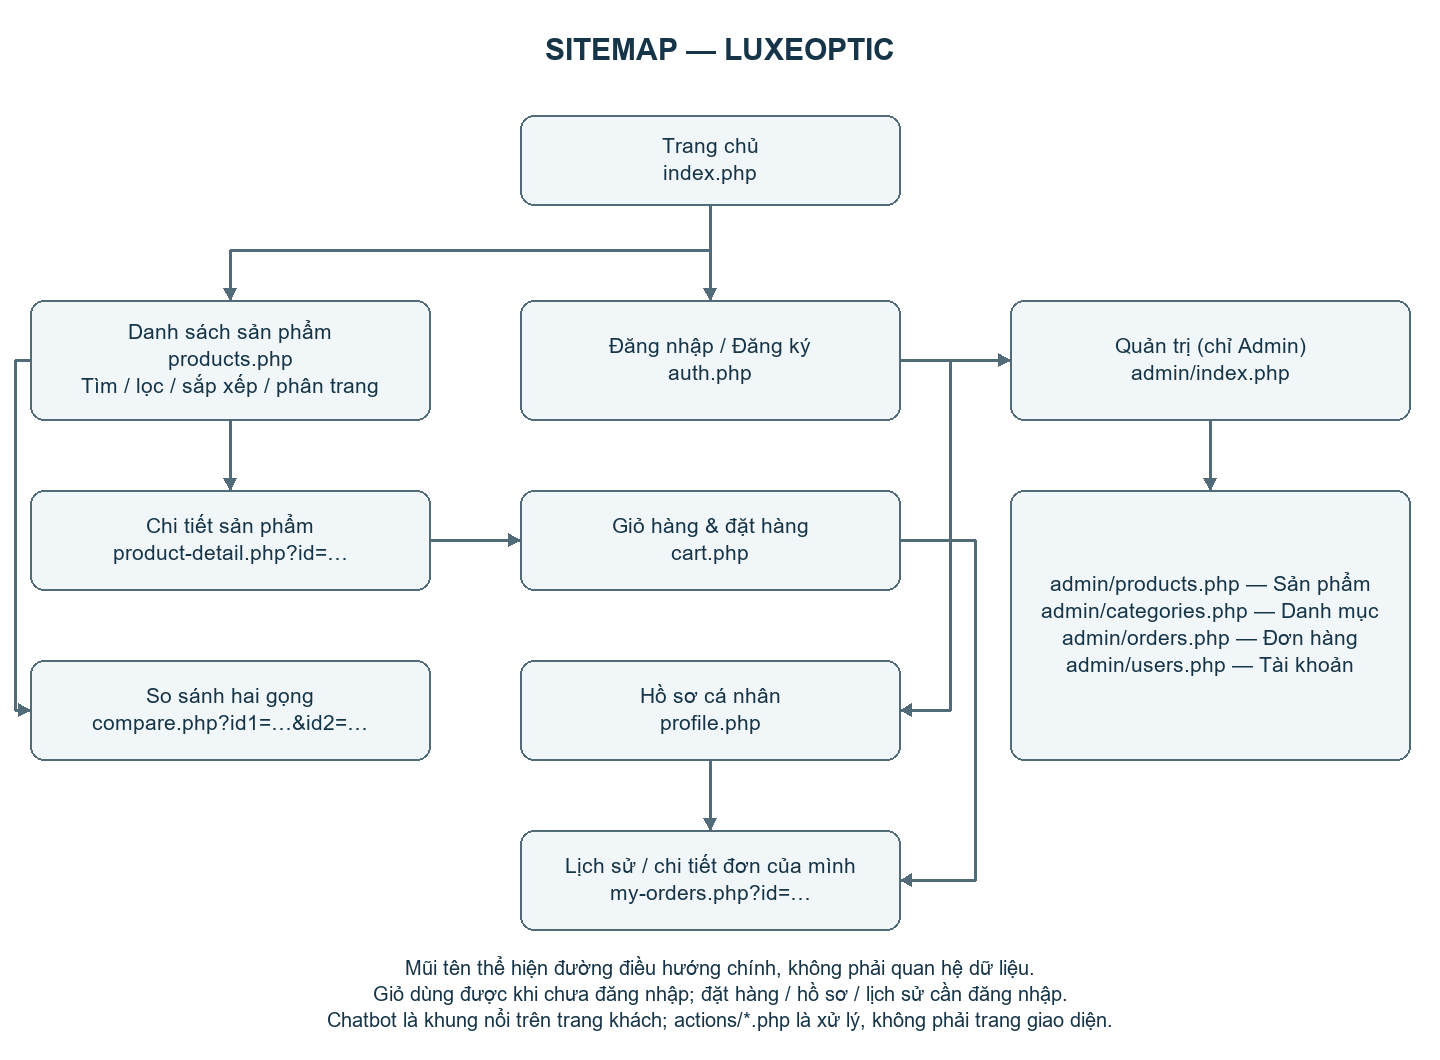 SITEMAP — LUXEOPTIC
Trang chủ
index.php
Danh sách sản phẩm
products.php
Tìm / lọc / sắp xếp / phân trang
Đăng nhập / Đăng ký
auth.php
Quản trị (chỉ Admin)
admin/index.php
Chi tiết sản phẩm
product-detail.php?id=…
Giỏ hàng & đặt hàng
cart.php
admin/products.php — Sản phẩm
admin/categories.php — Danh mục
admin/orders.php — Đơn hàng
admin/users.php — Tài khoản
So sánh hai gọng
compare.php?id1=…&id2=…
Hồ sơ cá nhân
profile.php
Lịch sử / chi tiết đơn của mình
my-orders.php?id=…
Mũi tên thể hiện đường điều hướng chính, không phải quan hệ dữ liệu.
Giỏ dùng được khi chưa đăng nhập; đặt hàng / hồ sơ / lịch sử cần đăng nhập.
Chatbot là khung nổi trên trang khách; actions/*.php là xử lý, không phải trang giao diện.